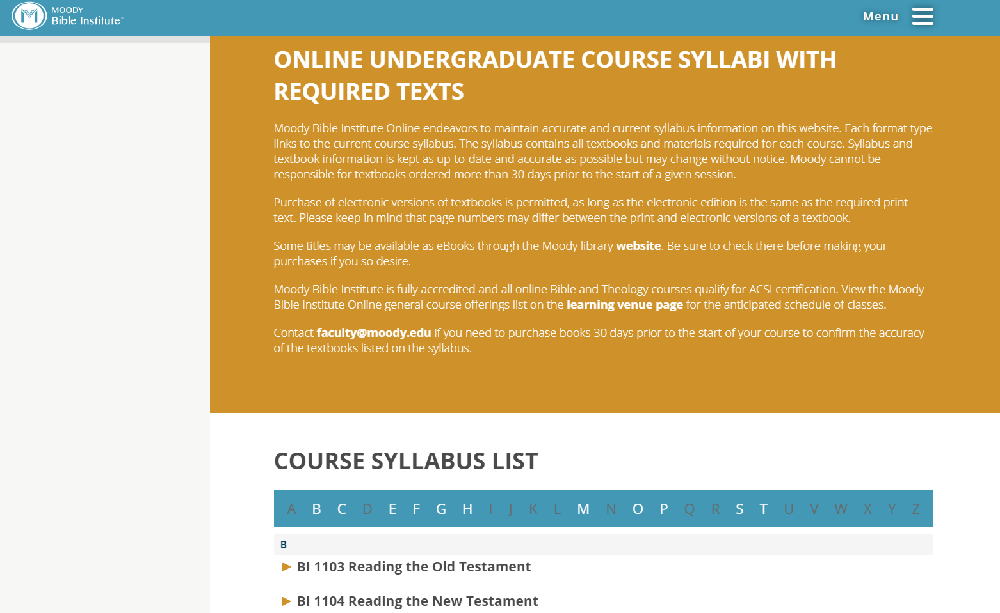 MOODY
Bible Institute™
Menu
ONLINE UNDERGRADUATE COURSE SYLLABI WITH
REQUIRED TEXTS
Moody Bible Institute Online endeavors to maintain accurate and current syllabus information on this website. Each format type
links to the current course syllabus. The syllabus contains all textbooks and materials required for each course. Syllabus and
textbook information is kept as up-to-date and accurate as possible but may change without notice. Moody cannot be
responsible for textbooks ordered more than 30 days prior to the start of a given session.
Purchase of electronic versions of textbooks is permitted, as long as the electronic edition is the same as the required print
text. Please keep in mind that page numbers may differ between the print and electronic versions of a textbook.
Some titles may be available as eBooks through the Moody library website. Be sure to check there before making your
purchases if you so desire.
Moody Bible Institute is fully accredited and all online Bible and Theology courses qualify for ACSI certification. View the Moody
Bible Institute Online general course offerings list on the learning venue page for the anticipated schedule of classes.
Contact faculty@moody.edu if you need to purchase books 30 days prior to the start of your course to confirm the accuracy
of the textbooks listed on the syllabus.
COURSE SYLLABUS LIST
A B C D E F G H I J K L M N O P Q R S T U V W X Y Z
B
BI 1103 Reading the Old Testament
BI 1104 Reading the New Testament